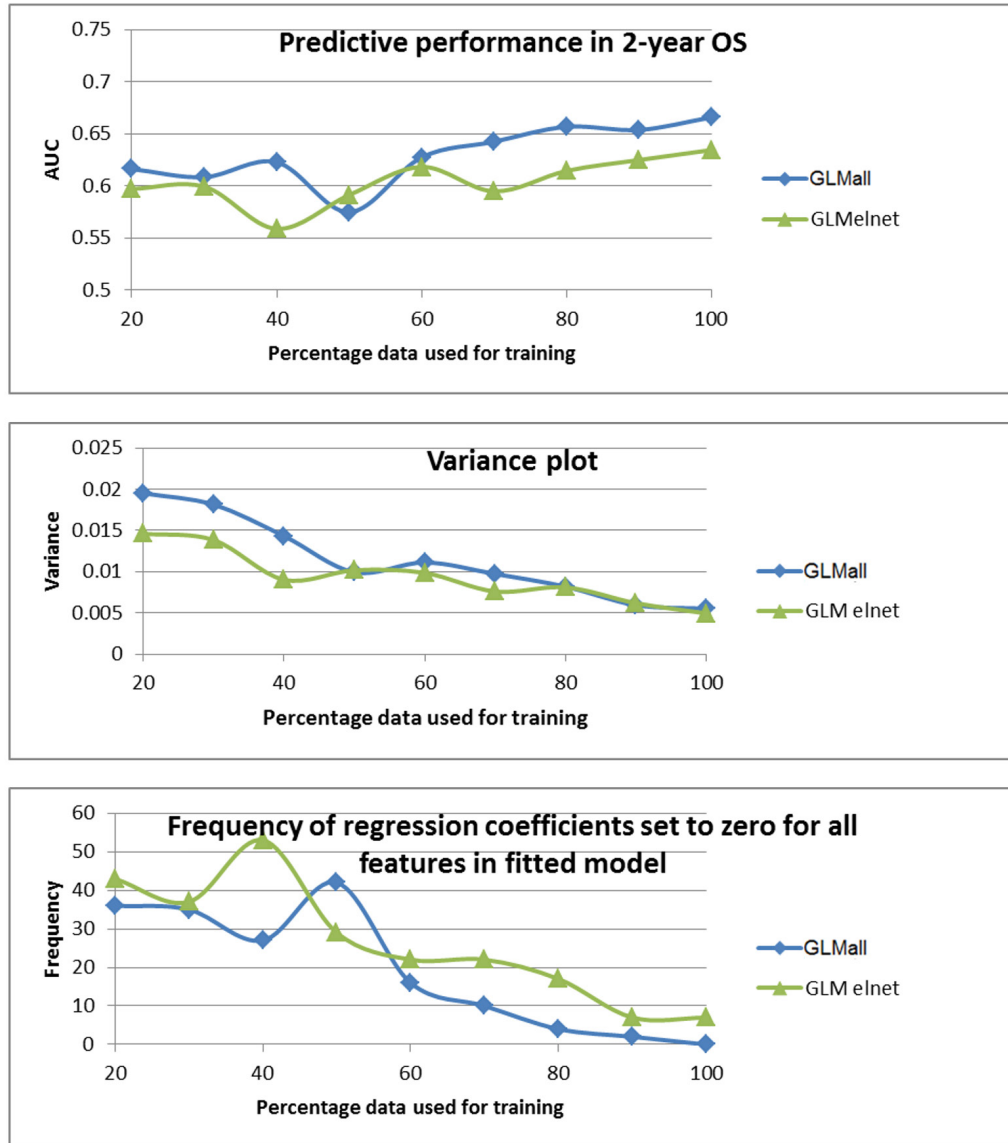 Predictive performance in 2-year OS
0.75
0.7
0.65
0.6
0.55
0.5
AUC
20
40
60
80
100
Percentage data used for training
GLMall
GLMelnet
Variance plot
0.025
0.02
0.015
0.01
0.005
0
Variance
20
40
60
80
100
Percentage data used for training
GLMall
GLM elnet
Frequency of regression coefficients set to zero for all
features in fitted model
60
50
40
30
20
10
0
Frequency
20
40
60
80
100
Percentage data used for training
GLMall
GLM elnet